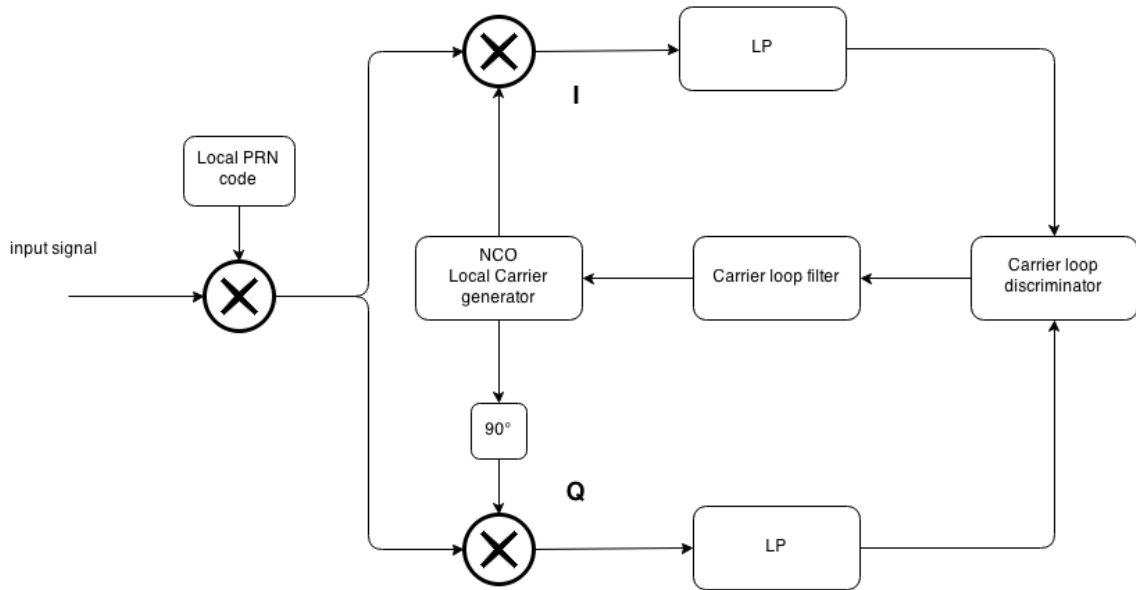 LP
I
Local PRN
code
input signal
NCO
Local Carrier
generator
Carrier loop filter
Carrier loop
discriminator
90°
Q
LP